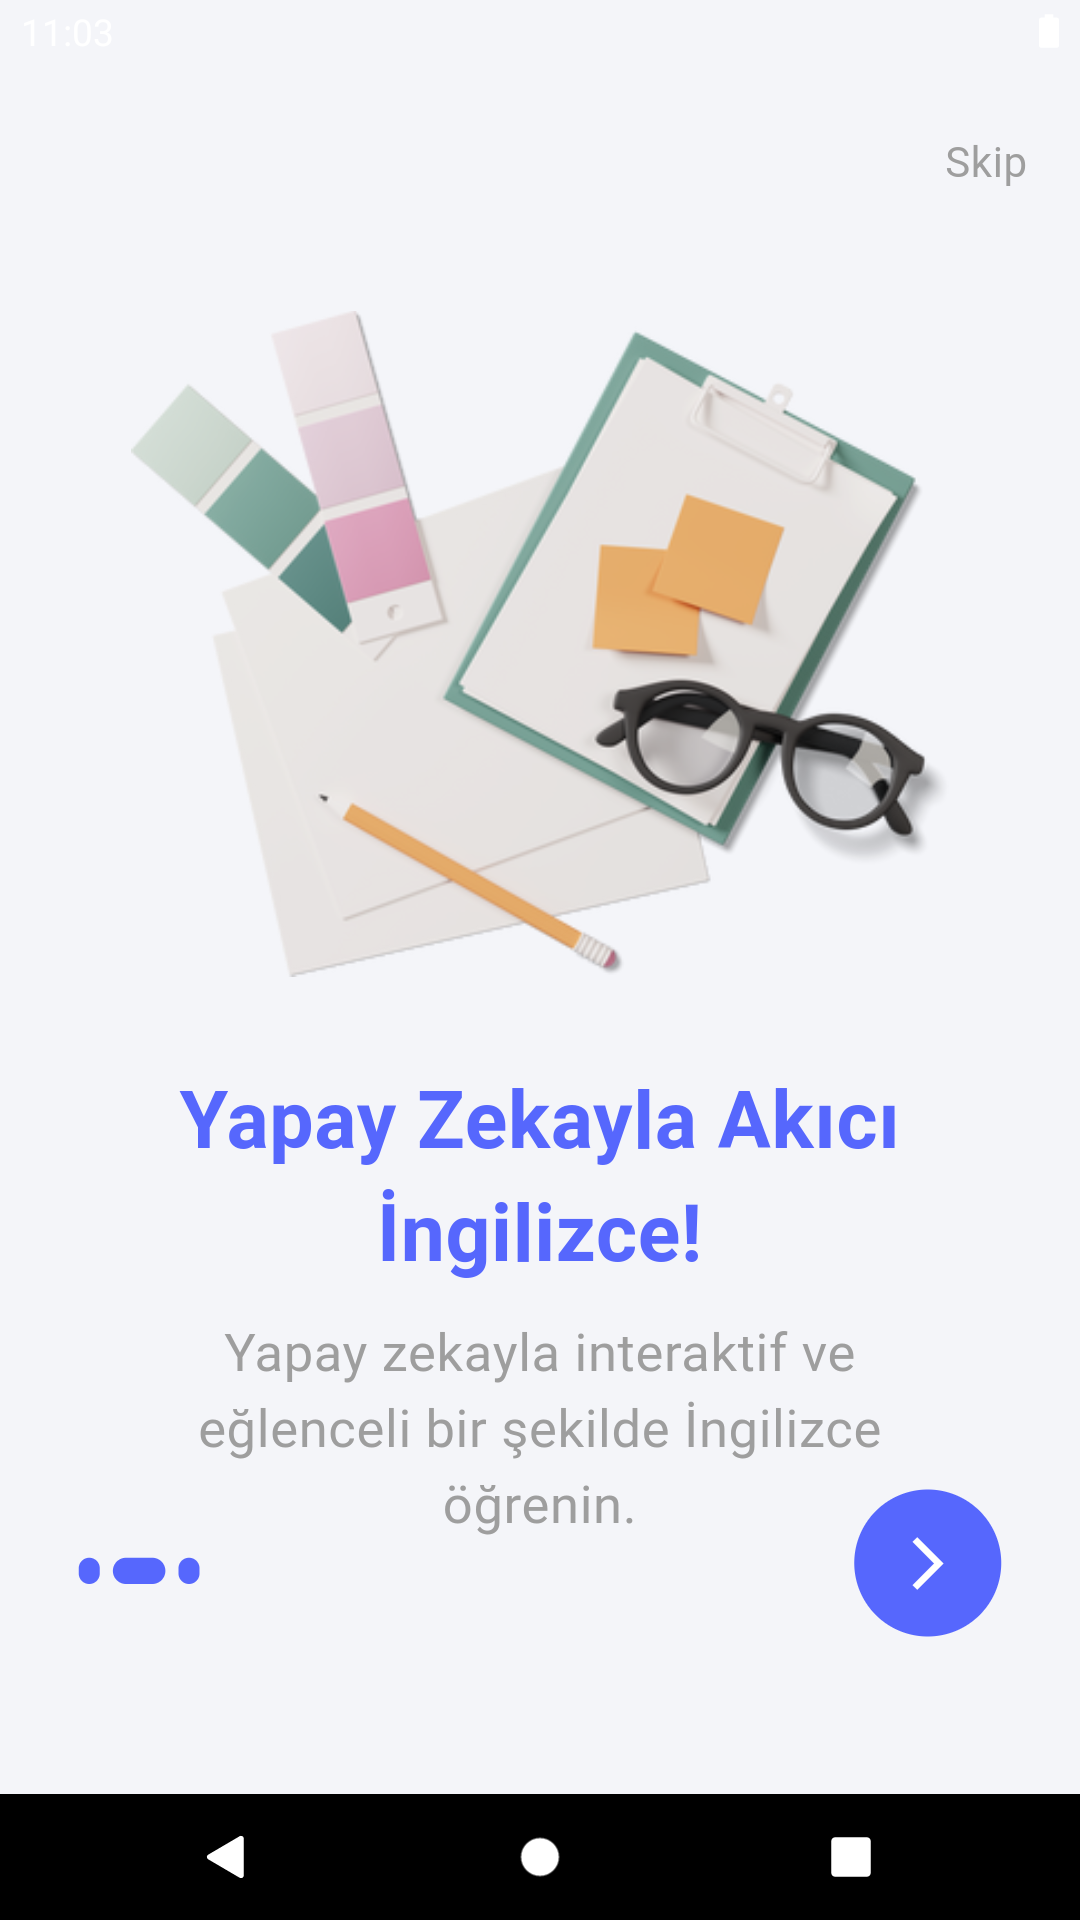 11:03
Skip
Yapay Zekayla Akıcı
İngilizce!
Yapay zekayla interaktif ve
eğlenceli bir şekilde İngilizce
öğrenin.